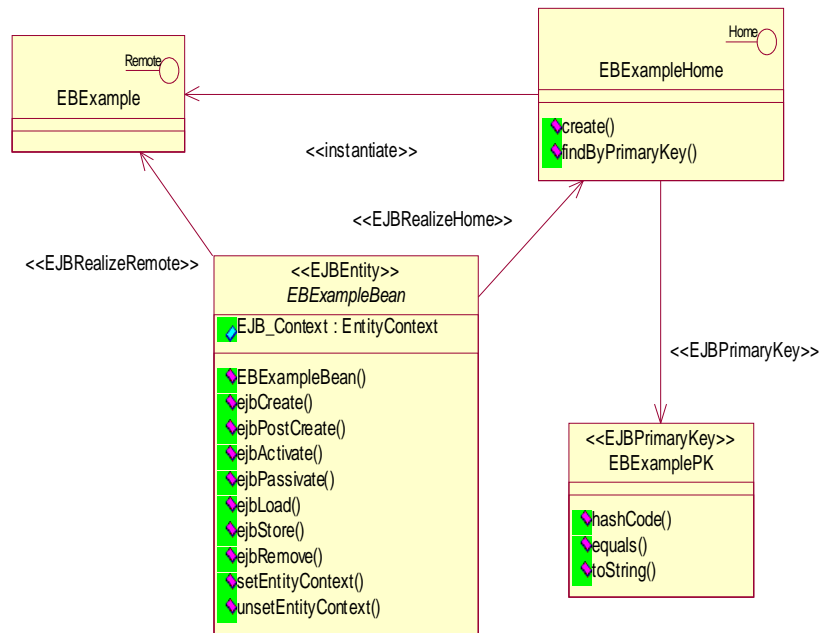 Remote
EBExample
Home
EBExampleHome
create()
findByPrimaryKey()
<<instantiate>>
<<EJBRealizeHome>>
<<EJBRealizeRemote>>
<<EJBEntity>>
EBExampleBean
EJB_Context : EntityContext
EBExampleBean()
ejbCreate()
ejbPostCreate()
ejbActivate()
ejbPassivate()
ejbLoad()
ejbStore()
ejbRemove()
setEntityContext()
unsetEntityContext()
<<EJBPrimaryKey>>
<<EJBPrimaryKey>>
EBExamplePK
hashCode()
equals()
toString()